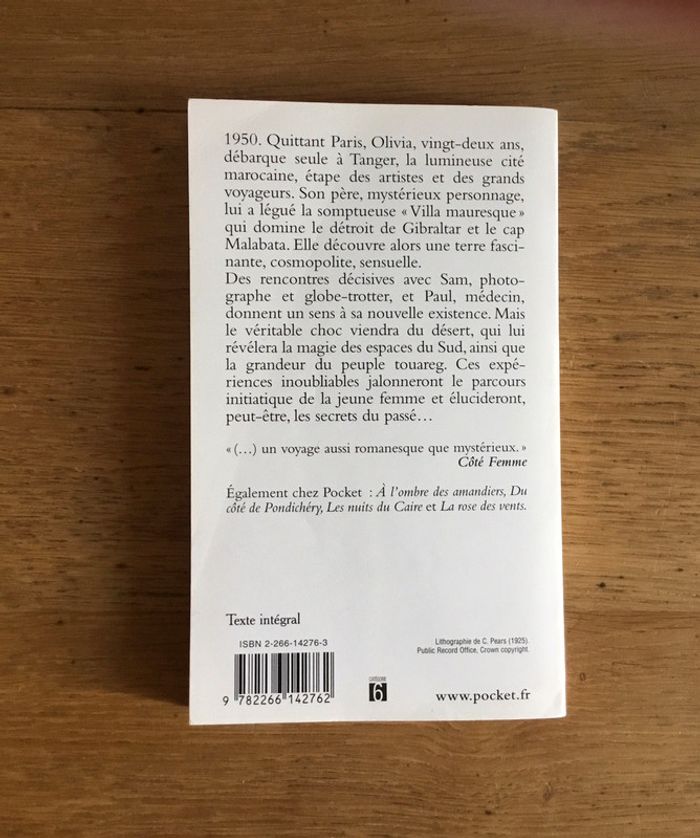 1950. Quittant Paris, Olivia, vingt-deux ans,
débarque seule à Tanger, la lumineuse cité
marocaine, étape des artistes et des grands
voyageurs. Son père, mystérieux personnage,
lui a légué la somptueuse « Villa mauresque »
qui domine le détroit de Gibraltar et le cap
Malabata. Elle découvre alors une terre fasci-
nante, cosmopolite, sensuelle.
Des rencontres décisives avec Sam, photo-
graphe et globe-trotter, et Paul, médecin,
donnent un sens à sa nouvelle existence. Mais
le véritable choc viendra du désert, qui lui
révélera la magie des espaces du Sud, ainsi que
la grandeur du peuple touareg. Ces expé-
riences inoubliables jalonneront le parcours
initiatique de la jeune femme et élucideront,
peut-être, les secrets du passé…
« (…) un voyage aussi romanesque que mystérieux. »
Côté Femme
Également chez Pocket : À l'ombre des amandiers, Du
côté de Pondichéry, Les nuits du Caire et La rose des vents.
Texte intégral
ISBN 2-266-14276-3
9 782266 142762
CATÉGORIE
6
Lithographie de C. Pears (1925).
Public Record Office, Crown copyright.
www.pocket.fr